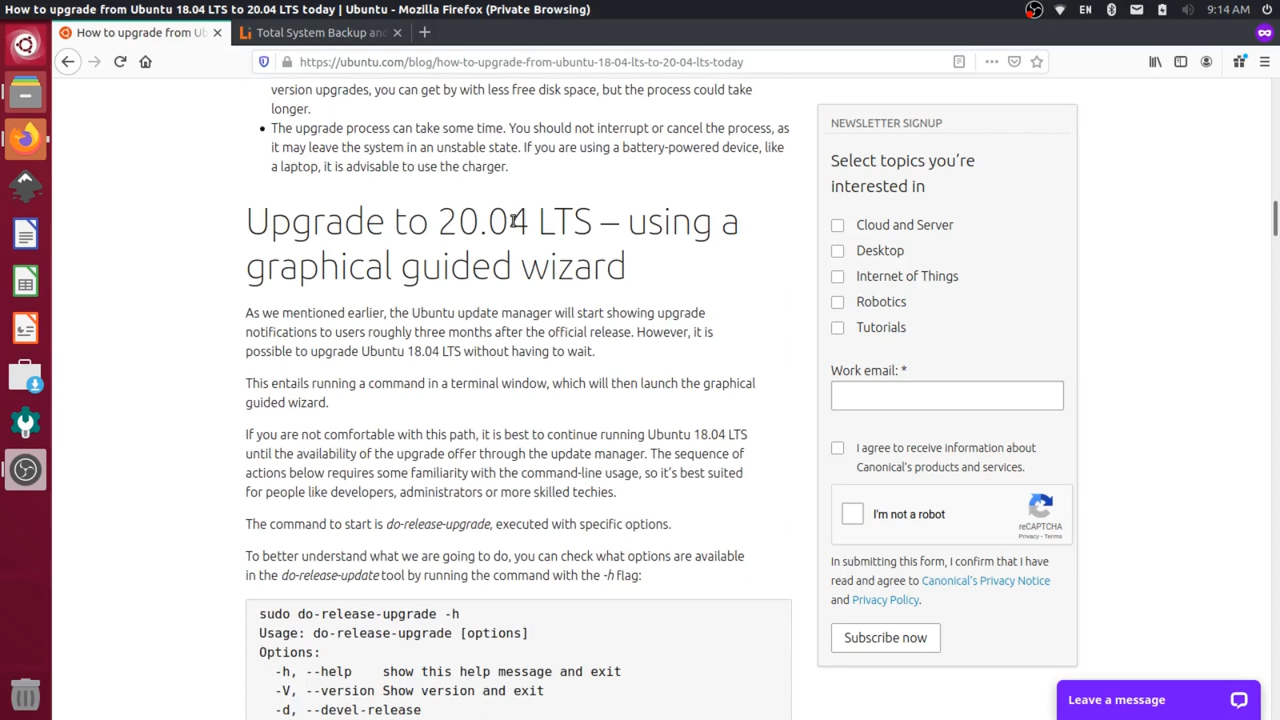 How to upgrade from Ubuntu 18.04 LTS to 20.04 LTS today | Ubuntu - Mozilla Firefox (Private Browsing)
EN
9:14 AM
How to upgrade from Ub
Total System Backup and
https://ubuntu.com/blog/how-to-upgrade-from-ubuntu-18-04-lts-to-20-04-lts-today
version upgrades, you can get by with less free disk space, but the process could take
longer.
The upgrade process can take some time. You should not interrupt or cancel the process, as
it may leave the system in an unstable state. If you are using a battery-powered device, like
a laptop, it is advisable to use the charger.
Upgrade to 20.04 LTS – using a
graphical guided wizard
As we mentioned earlier, the Ubuntu update manager will start showing upgrade
notifications to users roughly three months after the official release. However, it is
possible to upgrade Ubuntu 18.04 LTS without having to wait.
This entails running a command in a terminal window, which will then launch the graphical
guided wizard.
If you are not comfortable with this path, it is best to continue running Ubuntu 18.04 LTS
until the availability of the upgrade offer through the update manager. The sequence of
actions below requires some familiarity with the command-line usage, so it's best suited
for people like developers, administrators or more skilled techies.
The command to start is do-release-upgrade, executed with specific options.
To better understand what we are going to do, you can check what options are available
in the do-release-update tool by running the command with the -h flag:
sudo do-release-upgrade -h
Usage: do-release-upgrade [options]
Options:
-h, --help show this help message and exit
-V, --version Show version and exit
-d, --devel-release
NEWSLETTER SIGNUP
Select topics you're
interested in
Cloud and Server
Desktop
Internet of Things
Robotics
Tutorials
Work email: *
I agree to receive information about
Canonical's products and services.
I'm not a robot
reCAPTCHA
Privacy - Terms
In submitting this form, I confirm that I have
read and agree to Canonical's Privacy Notice
and Privacy Policy.
Subscribe now
Leave a message